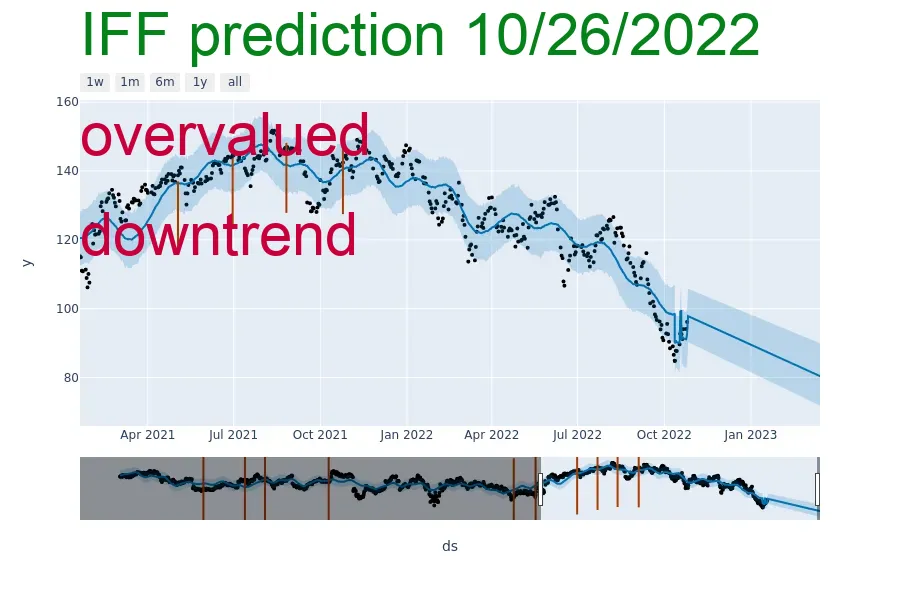 IFF prediction 10/26/2022
1w 1m 6m 1y all
160
overvalued
140
downtrend
120
y
100
80
Apr 2021 Jul 2021 Oct 2021 Jan 2022 Apr 2022 Jul 2022 Oct 2022 Jan 2023
ds